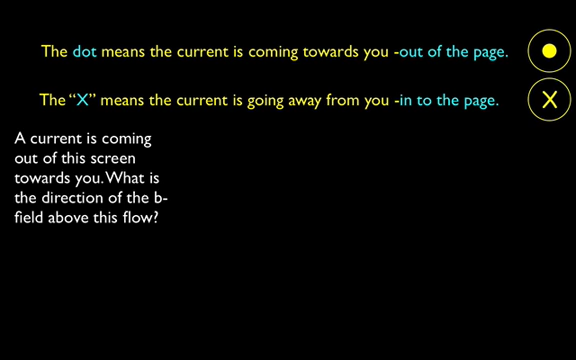 The dot means the current is coming towards you -out of the page.
The “X” means the current is going away from you -in to the page.
X
A current is coming
out of this screen
towards you. What is
the direction of the b-
field above this flow?